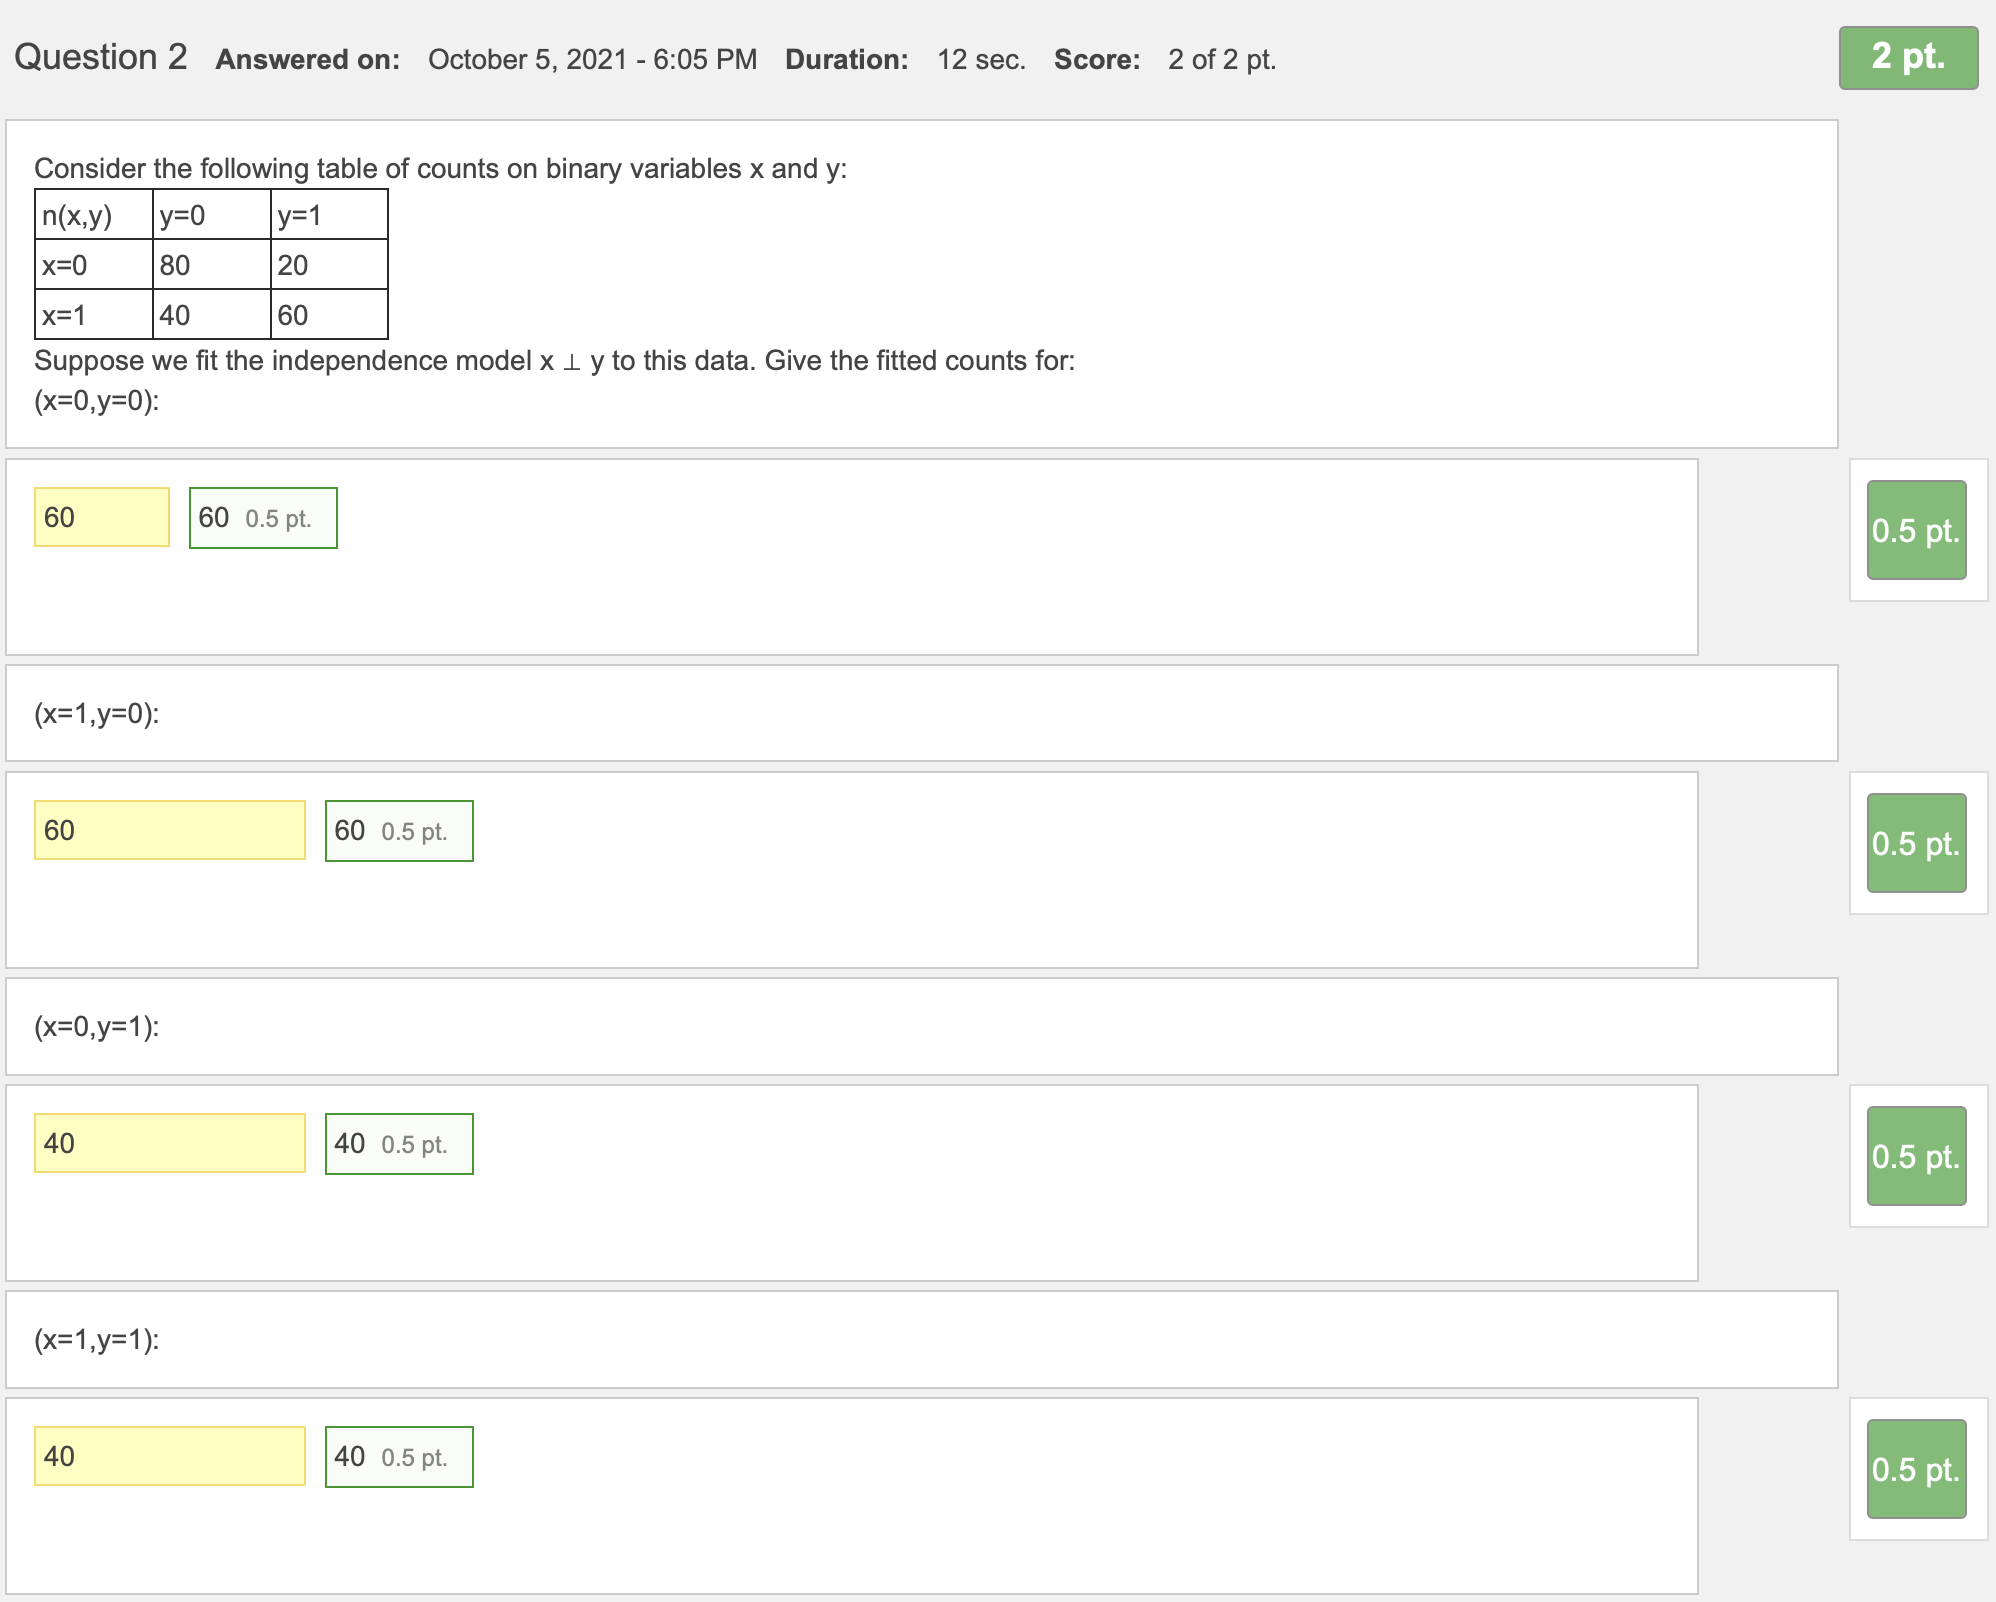 Question 2 Answered on: October 5, 2021 - 6:05 PM Duration: 12 sec. Score: 2 of 2 pt. 2 pt.
Consider the following table of counts on binary variables x and y:
n(x,y) y=0 y=1
x=0 80 20
x=1 40 60
Suppose we fit the independence model x ⊥ y to this data. Give the fitted counts for:
(x=0,y=0):
60 60 0.5 pt. 0.5 pt.
(x=1,y=0):
60 60 0.5 pt. 0.5 pt.
(x=0,y=1):
40 40 0.5 pt. 0.5 pt.
(x=1,y=1):
40 40 0.5 pt. 0.5 pt.